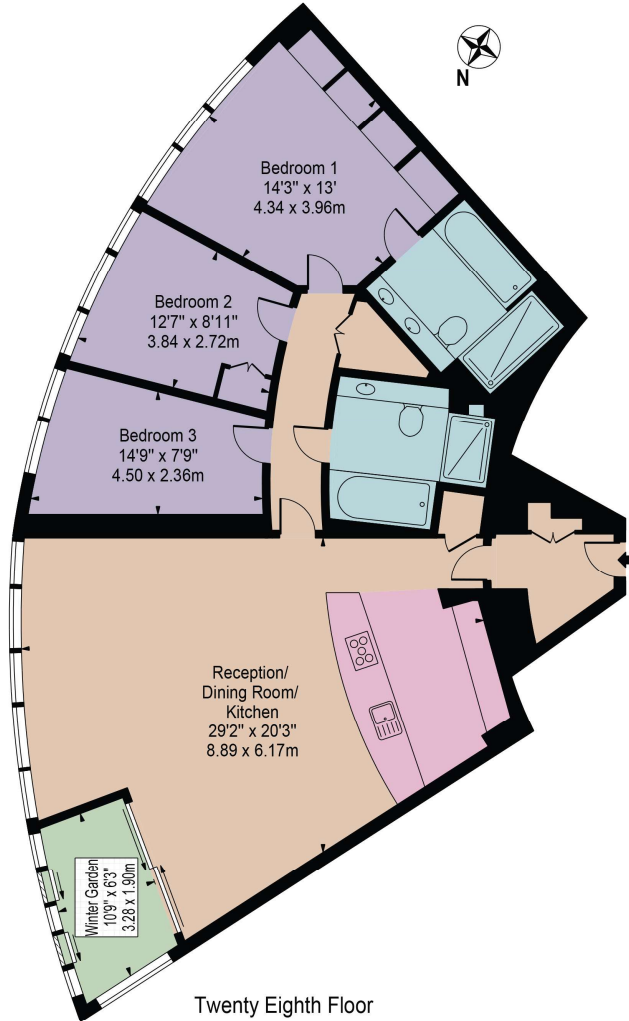 N
Bedroom 1
14'3" x 13'
4.34 x 3.96m
Bedroom 2
12'7" x 8'11"
3.84 x 2.72m
Bedroom 3
14'9" x 7'9"
4.50 x 2.36m
Reception/
Dining Room/
Kitchen
29'2" x 20'3"
8.89 x 6.17m
Winter Garden
10'9" x 6'3"
3.28 x 1.90m
Twenty Eighth Floor